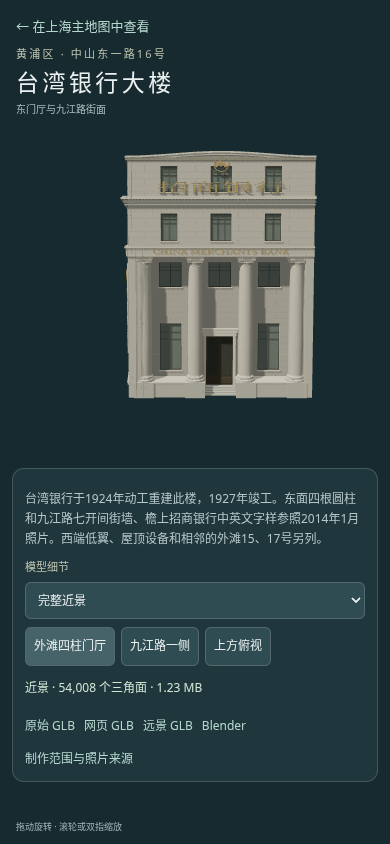 ← 在上海主地图中查看
黄浦区 · 中山东一路16号
台湾银行大楼
东门厅与九江路街面
CHINA MERCHANTS BANK
台湾银行于1924年动工重建此楼，1927年竣工。东面四根圆柱
和九江路七开间街墙、檐上招商银行中英文字样参照2014年1月
照片。西端低翼、屋顶设备和相邻的外滩15、17号另列。
模型细节
完整近景
外滩四柱门厅
九江路一侧
上方俯视
近景 · 54,008 个三角面 · 1.23 MB
原始 GLB 网页 GLB 远景 GLB Blender
制作范围与照片来源
拖动旋转 · 滚轮或双指缩放